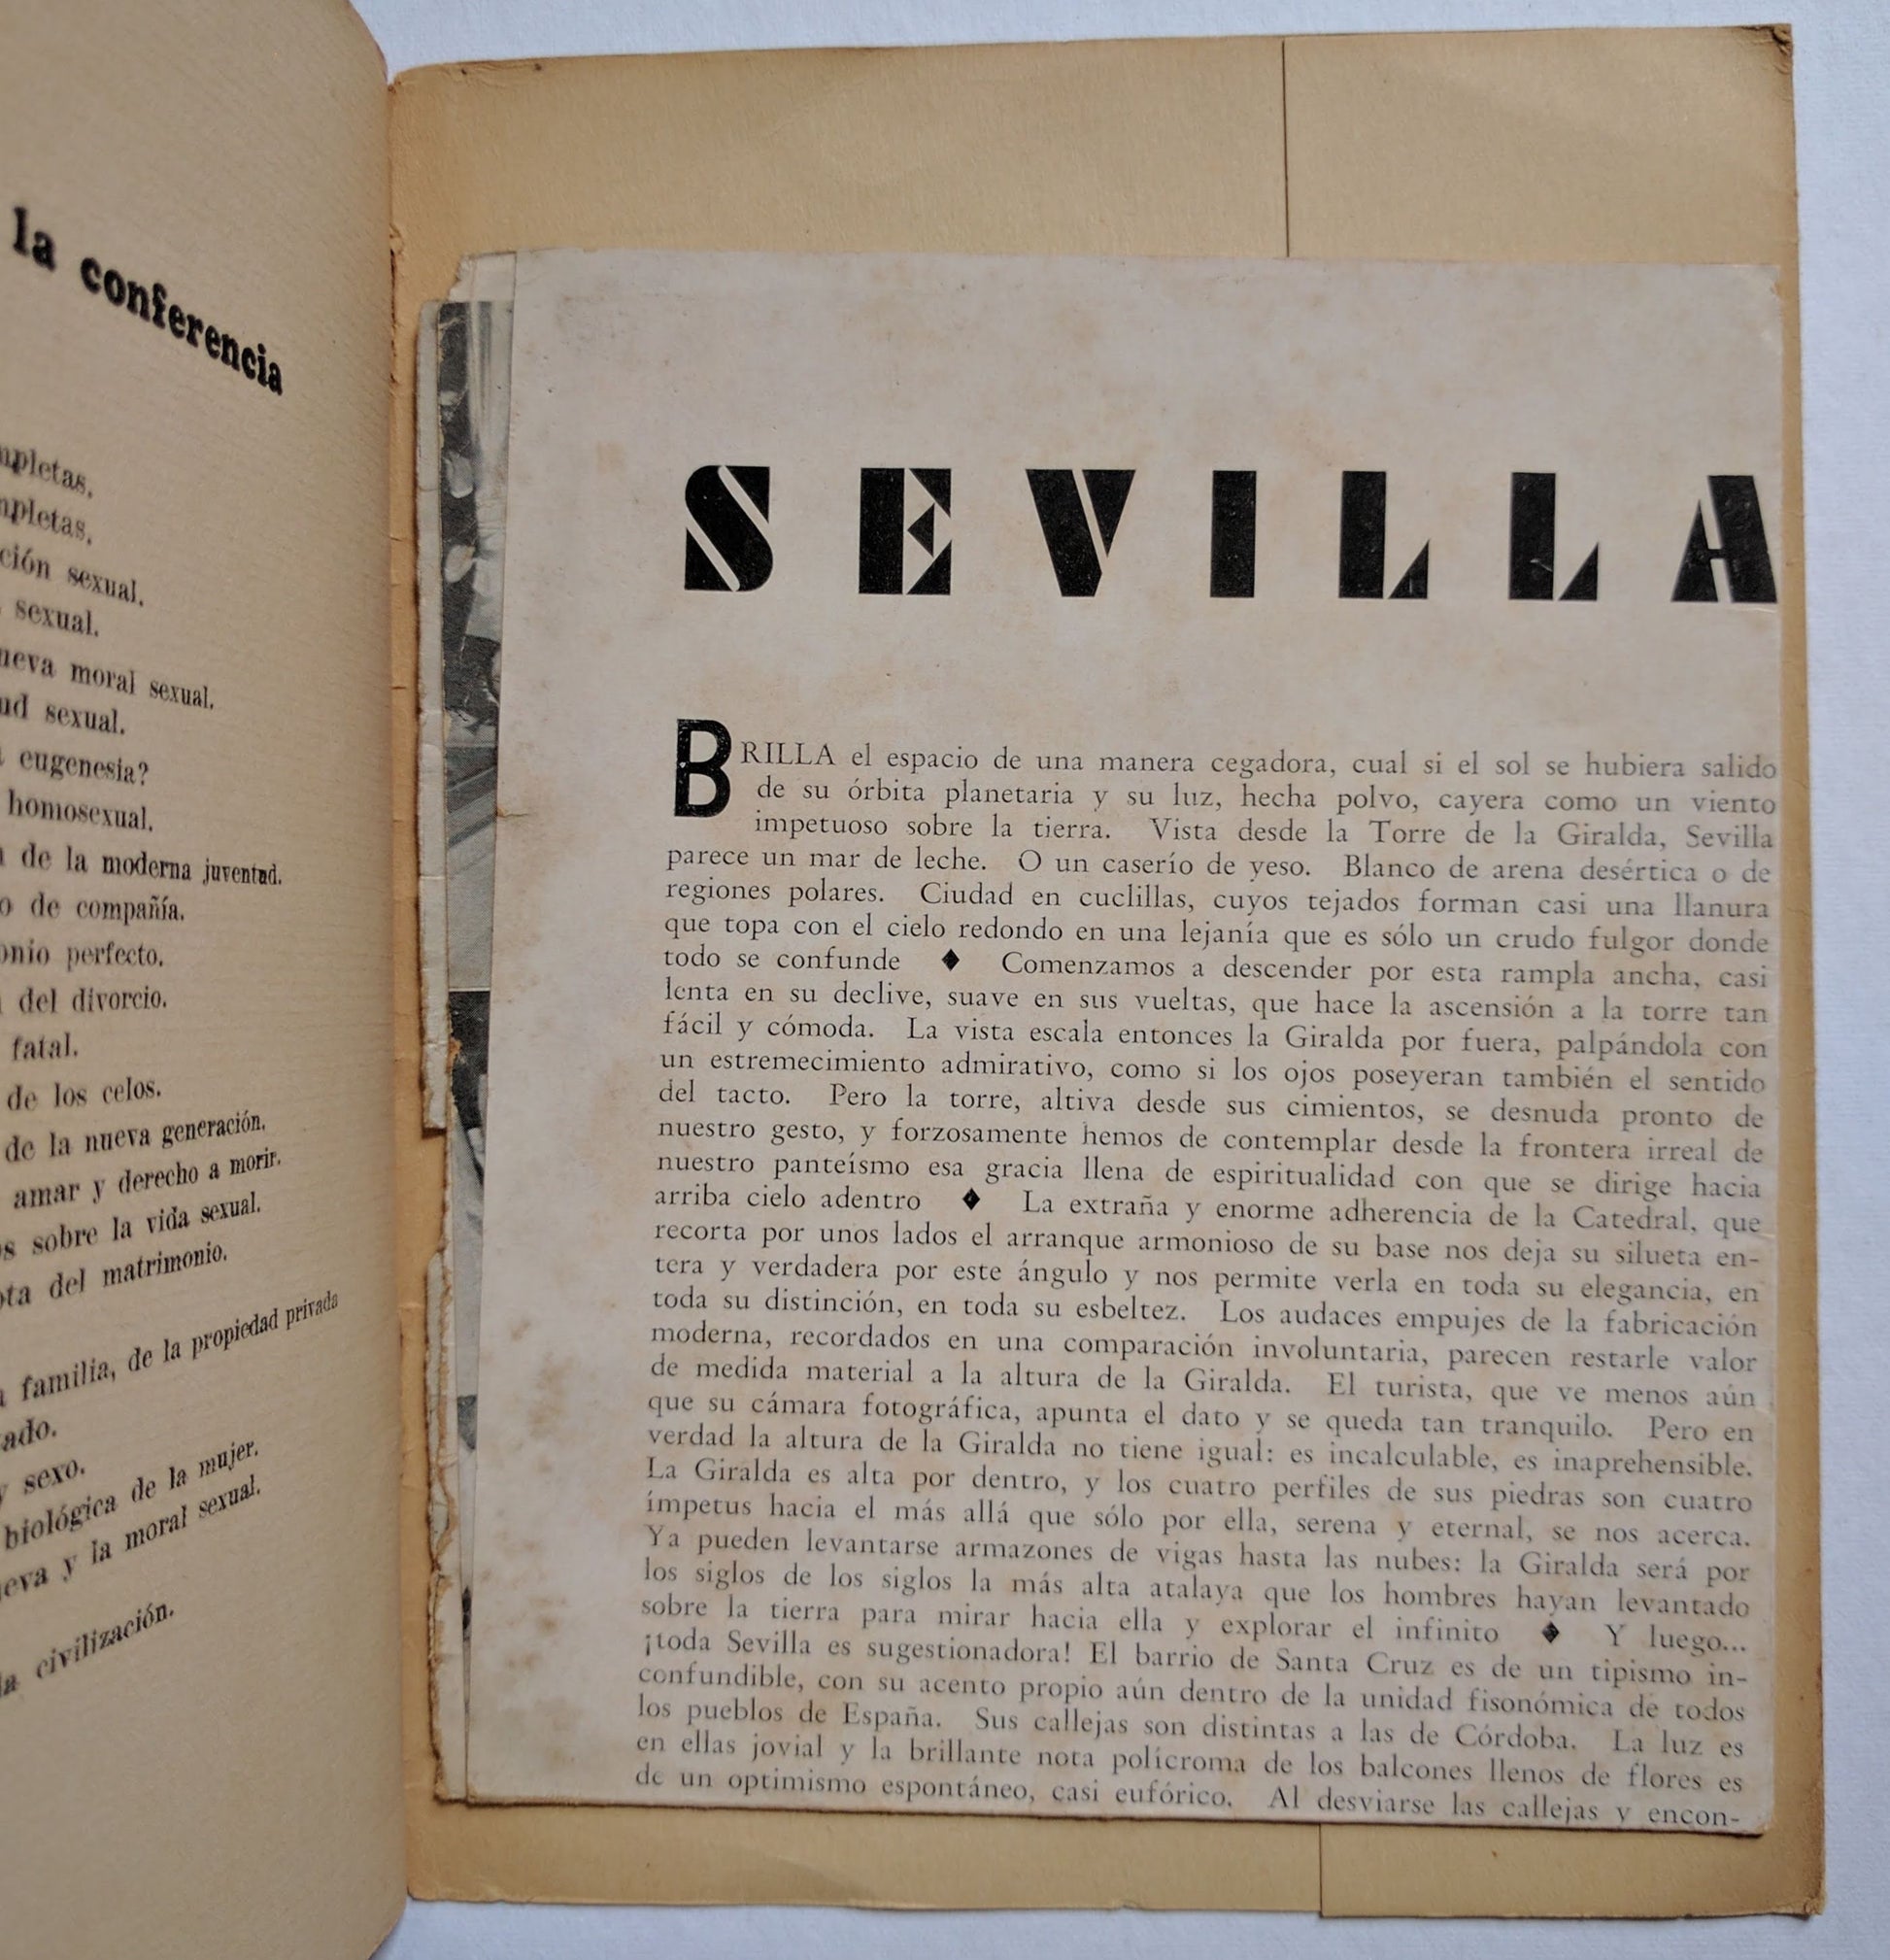 la conferencia
sexual.
sexual.
moral sexual.
sexual.
eugenesia?
homosexual.
de la moderna juventud.
de compañía.
perfecto.
del divorcio.
fatal.
de los celos.
de la nueva generación.
amar y derecho a morir.
sobre la vida sexual.
del matrimonio.
familia, de la propiedad privada
y sexo.
biológica de la mujer.
y la moral sexual.
civilización.
SEVILLA
BRILLA el espacio de una manera cegadora, cual si el sol se hubiera salido
de su órbita planetaria y su luz, hecha polvo, cayera como un viento
impetuoso sobre la tierra. Vista desde la Torre de la Giralda, Sevilla
parece un mar de leche. O un caserío de yeso. Blanco de arena desértica o de
regiones polares. Ciudad en cuclillas, cuyos tejados forman casi una llanura
que topa con el cielo redondo en una lejanía que es sólo un crudo fulgor donde
todo se confunde ♦ Comenzamos a descender por esta rampla ancha, casi
lenta en su declive, suave en sus vueltas, que hace la ascensión a la torre tan
fácil y cómoda. La vista escala entonces la Giralda por fuera, palpándola con
un estremecimiento admirativo, como si los ojos poseyeran también el sentido
del tacto. Pero la torre, altiva desde sus cimientos, se desnuda pronto de
nuestro gesto, y forzosamente hemos de contemplar desde la frontera irreal de
nuestro panteísmo esa gracia llena de espiritualidad con que se dirige hacia
arriba cielo adentro ♦ La extraña y enorme adherencia de la Catedral, que
recorta por unos lados el arranque armonioso de su base nos deja su silueta en-
tera y verdadera por este ángulo y nos permite verla en toda su elegancia, en
toda su distinción, en toda su esbeltez. Los audaces empujes de la fabricación
moderna, recordados en una comparación involuntaria, parecen restarle valor
de medida material a la altura de la Giralda. El turista, que ve menos aún
que su cámara fotográfica, apunta el dato y se queda tan tranquilo. Pero en
verdad la altura de la Giralda no tiene igual: es incalculable, es inaprehensible.
La Giralda es alta por dentro, y los cuatro perfiles de sus piedras son cuatro
ímpetus hacia el más allá que sólo por ella, serena y eternal, se nos acerca.
Ya pueden levantarse armazones de vigas hasta las nubes: la Giralda será por
los siglos de los siglos la más alta atalaya que los hombres hayan levantado
sobre la tierra para mirar hacia ella y explorar el infinito ♦ Y luego...
¡toda Sevilla es sugestionadora! El barrio de Santa Cruz es de un tipismo in-
confundible, con su acento propio aún dentro de la unidad fisonómica de todos
los pueblos de España. Sus callejas son distintas a las de Córdoba. La luz es
en ellas jovial y la brillante nota polícroma de los balcones llenos de flores es
de un optimismo espontáneo, casi eufórico. Al desviarse las callejas y encon-